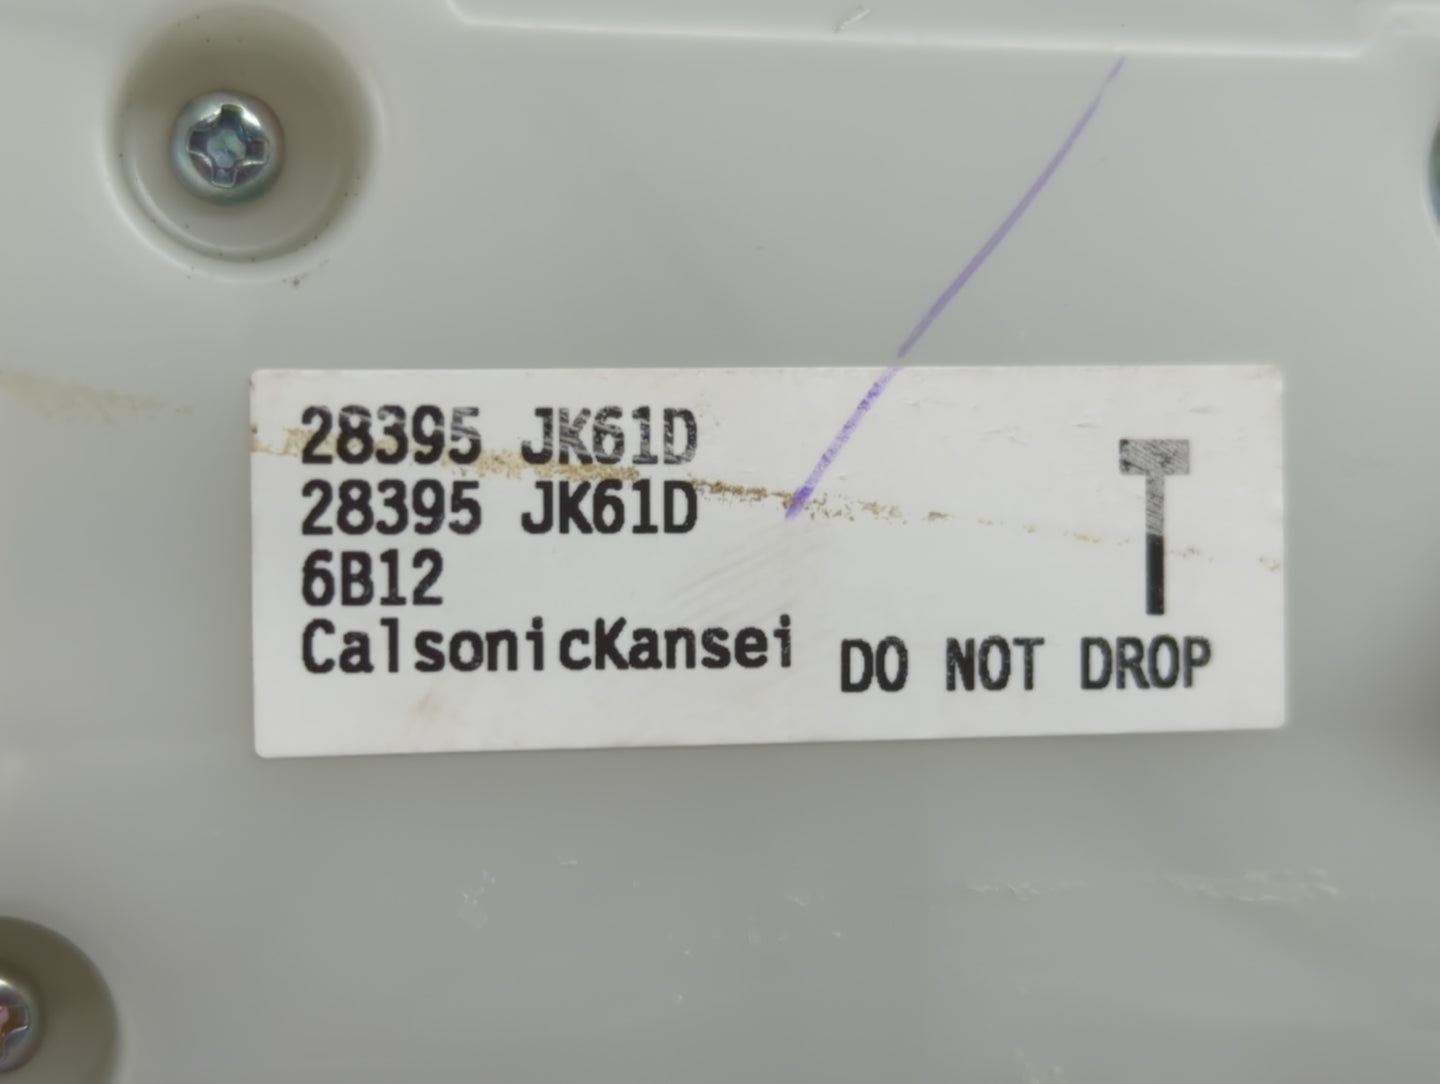 28395 JK61D
28395 JK61D
6B12
CalsonicKansei
T
DO NOT DROP